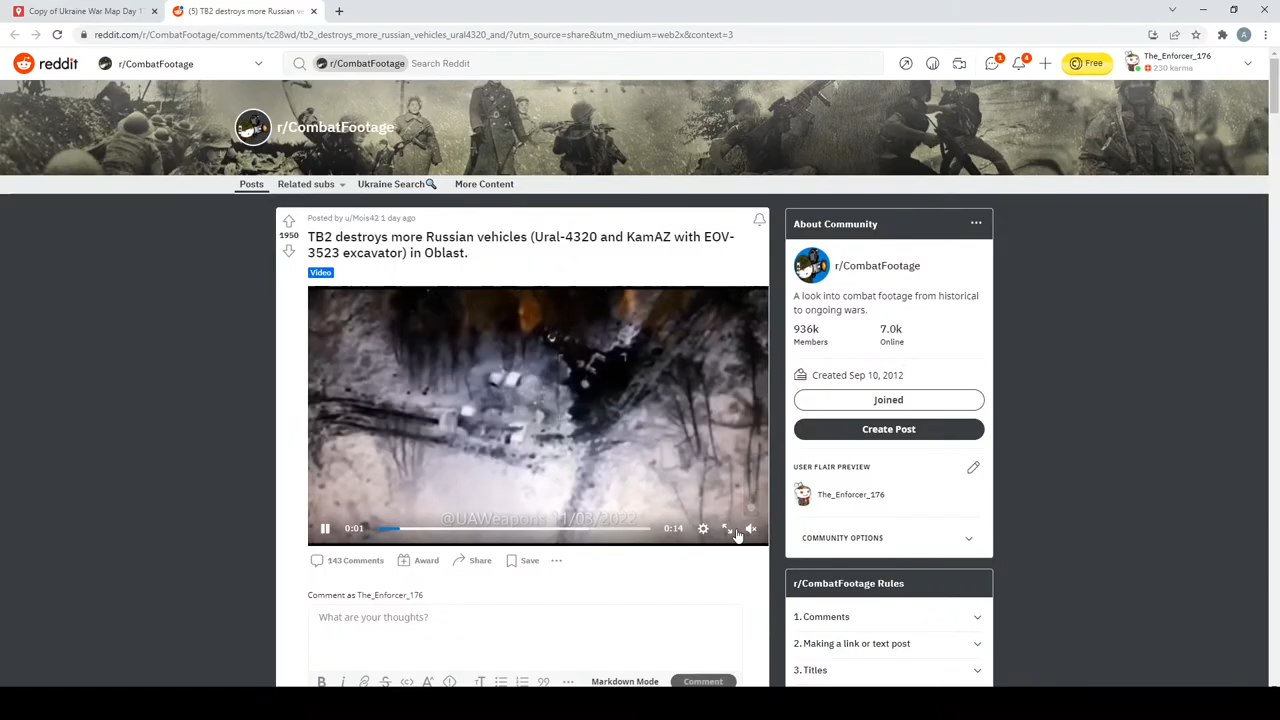 Copy of Ukraine War Map Day 1
(5) TB2 destroys more Russian ve
reddit.com/r/CombatFootage/comments/tc28wd/tb2_destroys_more_russian_vehicles_ural4320_and/?utm_source=share&utm_medium=web2x&context=3
A
reddit r/CombatFootage r/CombatFootage Search Reddit 1 4 Free The_Enforcer_176
230 karma
r/CombatFootage
Posts Related subs Ukraine Search More Content
Posted by u/Mois42 1 day ago
1950
TB2 destroys more Russian vehicles (Ural-4320 and KamAZ with EOV-
3523 excavator) in Oblast.
Video
@UAWeapons 11/03/2022
0:01 0:14
143 Comments Award Share Save
Comment as The_Enforcer_176
What are your thoughts?
Markdown Mode Comment
About Community
r/CombatFootage
A look into combat footage from historical
to ongoing wars.
936k 7.0k
Members Online
Created Sep 10, 2012
Joined
Create Post
USER FLAIR PREVIEW
The_Enforcer_176
COMMUNITY OPTIONS
r/CombatFootage Rules
1. Comments
2. Making a link or text post
3. Titles